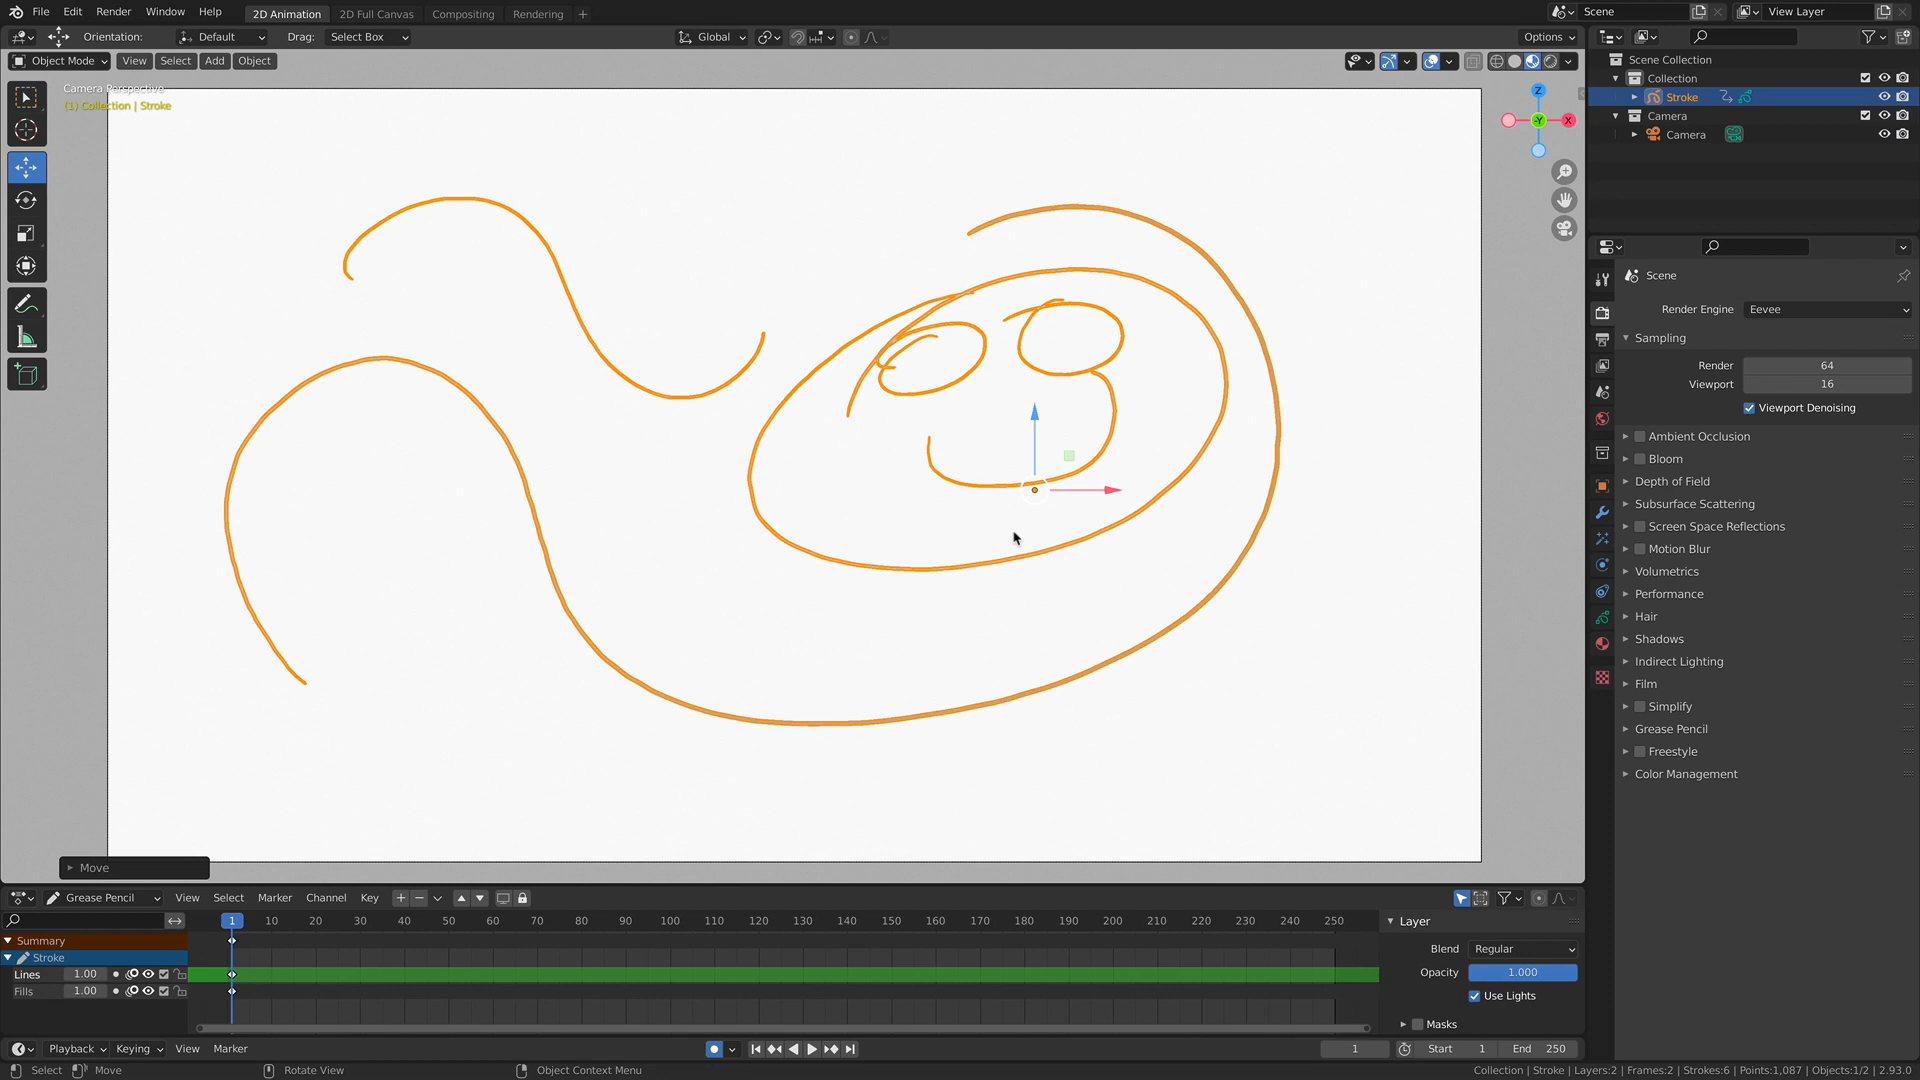 File Edit Render Window Help 2D Animation 2D Full Canvas Compositing Rendering + Scene View Layer
Orientation: Default Drag: Select Box Global Options
Object Mode View Select Add Object
Camera Perspective
(1) Collection | Stroke
Z
-Y X
Scene Collection
Collection
Stroke
Camera
Camera
Scene
Render Engine Eevee
Sampling
Render 64
Viewport 16
Viewport Denoising
Ambient Occlusion
Bloom
Depth of Field
Subsurface Scattering
Screen Space Reflections
Motion Blur
Volumetrics
Performance
Hair
Shadows
Indirect Lighting
Film
Simplify
Grease Pencil
Freestyle
Color Management
Move
Grease Pencil View Select Marker Channel Key
1 10 20 30 40 50 60 70 80 90 100 110 120 130 140 150 160 170 180 190 200 210 220 230 240 250
Summary
Stroke
Lines 1.00
Fills 1.00
Layer
Blend Regular
Opacity 1.000
Use Lights
Masks
Playback Keying View Marker 1 Start 1 End 250
Select Move Rotate View Object Context Menu Collection | Stroke | Layers:2 | Frames:2 | Strokes:6 | Points:1,087 | Objects:1/2 | 2.93.0